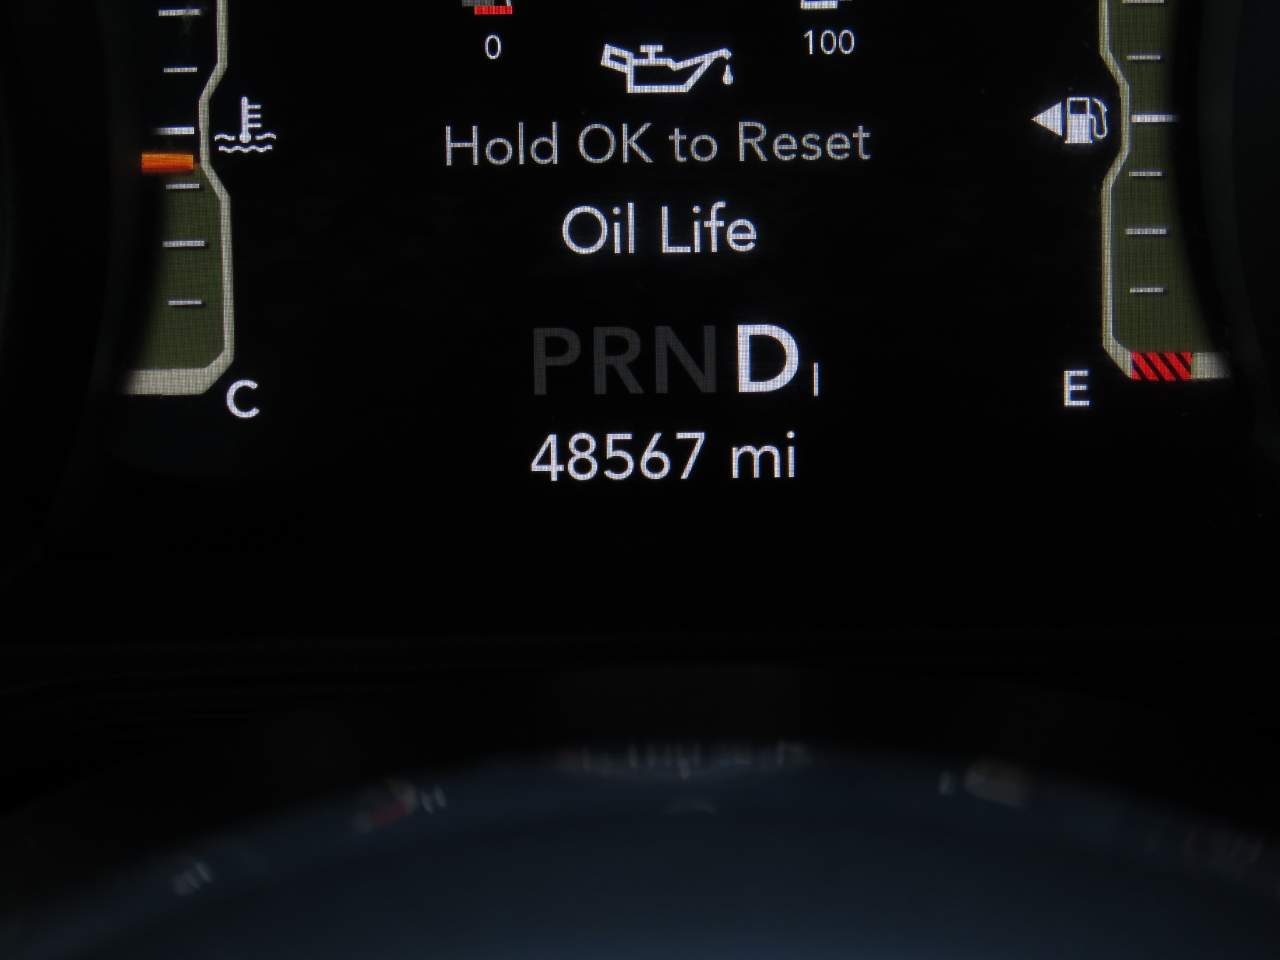 0
100
Hold OK to Reset
Oil Life
PRND
C
E
48567 mi